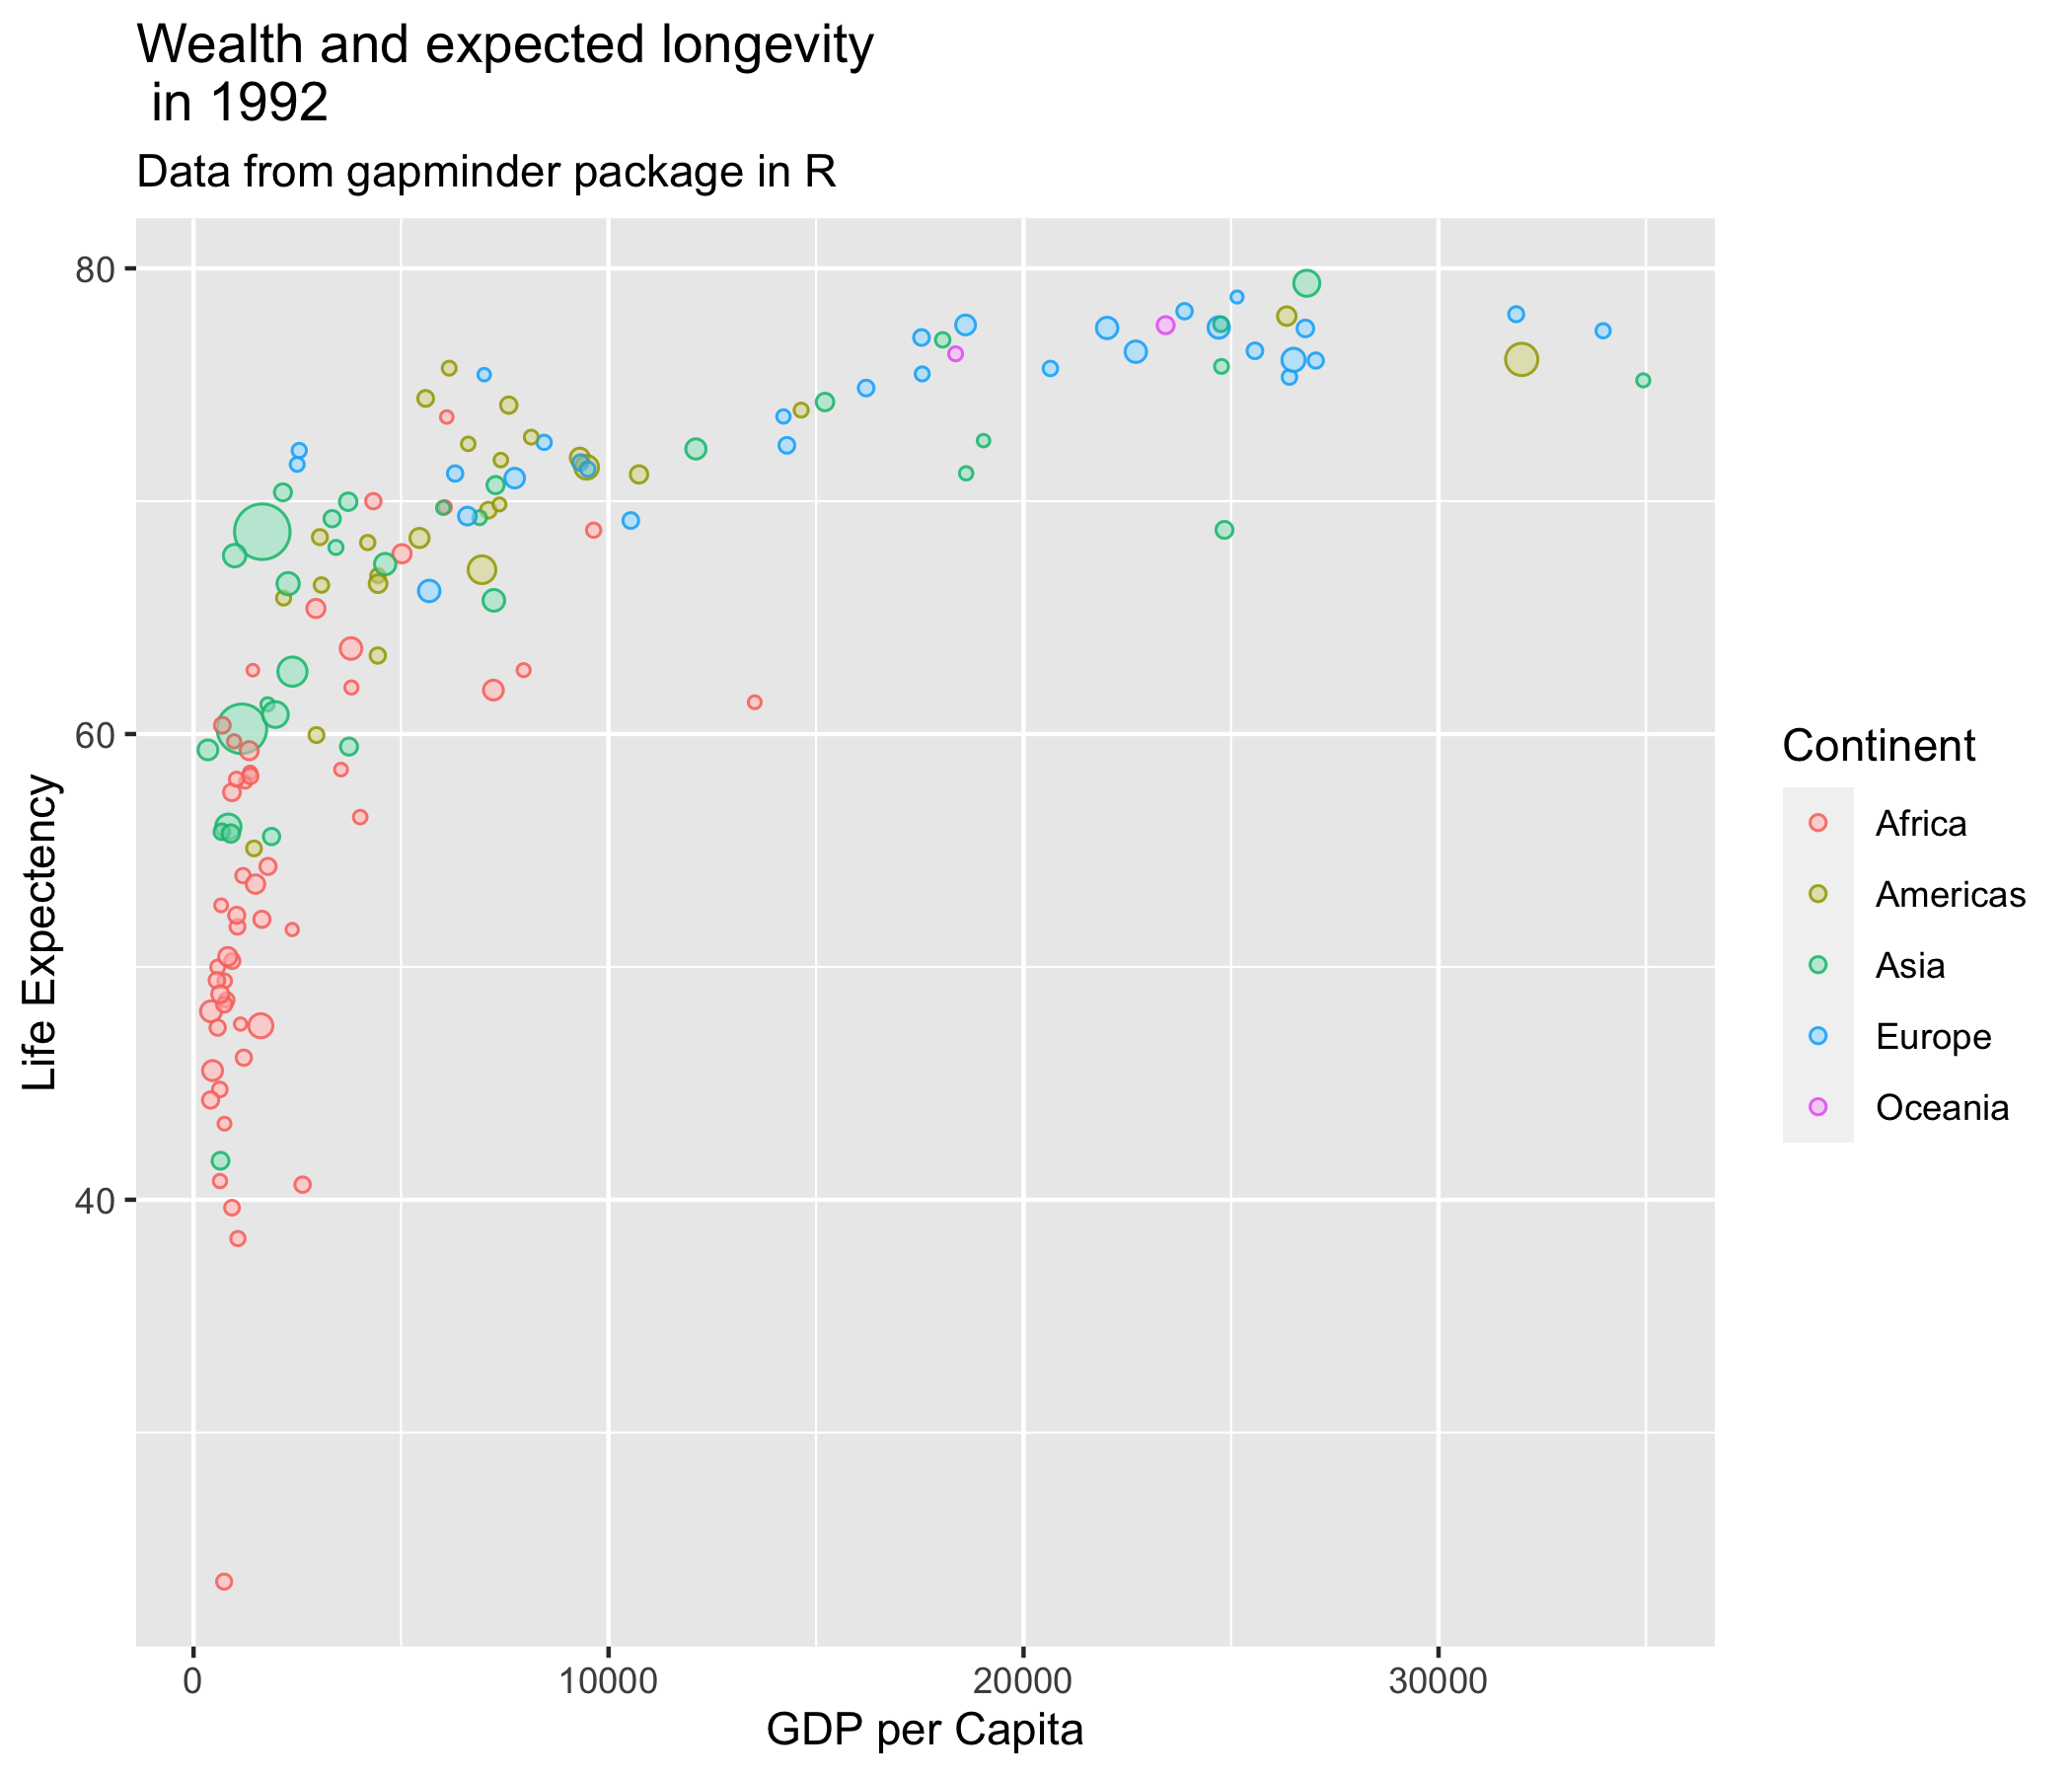 Wealth and expected longevity
in 1992
Data from gapminder package in R
80
60
40
Life Expectency
0
10000
20000
30000
GDP per Capita
Continent
Africa
Americas
Asia
Europe
Oceania